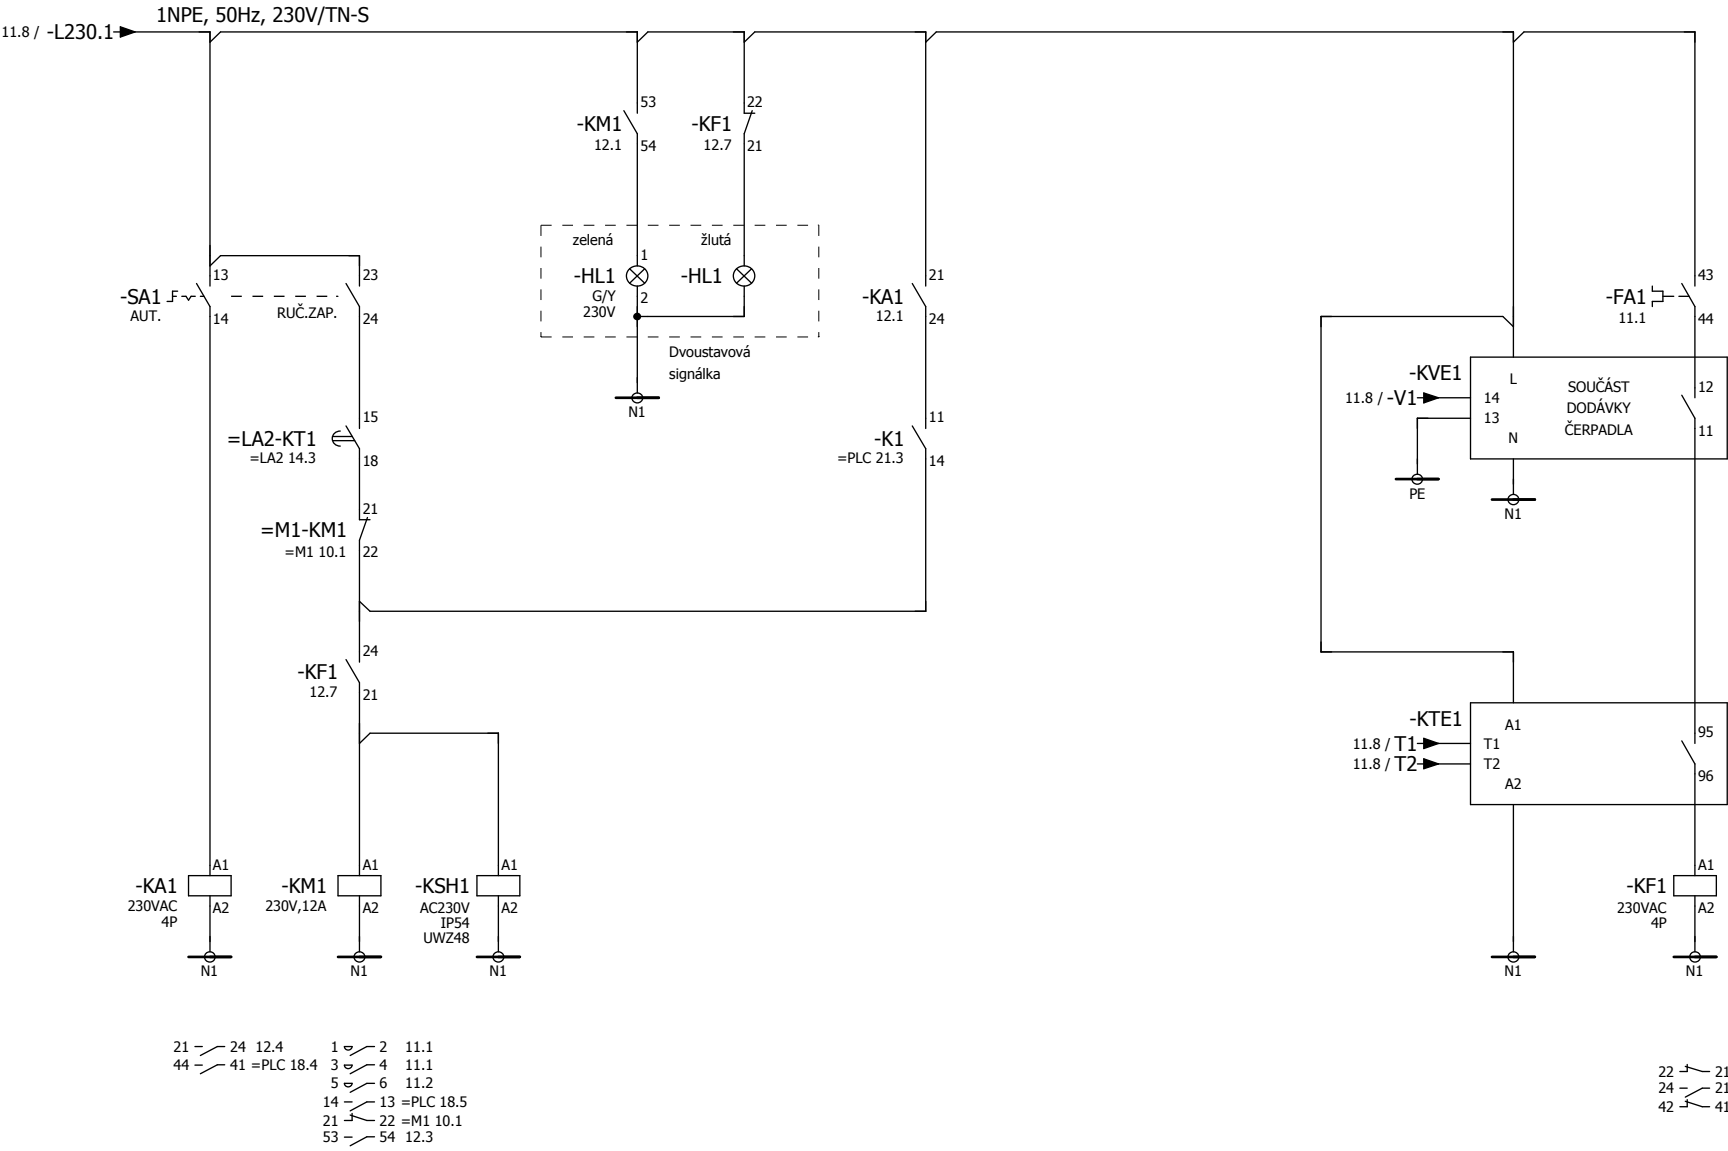 1NPE, 50Hz, 230V/TN-S
11.8 / -L230.1
53
-KM1
12.1
54
22
-KF1
12.7
21
zelená
žlutá
1
-HL1
G/Y
230V
2
-HL1
Dvoustavová
signálka
N1
13
-SA1
AUT.
14
23
RUČ.ZAP.
24
15
=LA2-KT1
=LA2 14.3
18
21
=M1-KM1
=M1 10.1
22
24
-KF1
12.7
21
21
-KA1
12.1
24
11
-K1
=PLC 21.3
14
43
-FA1
11.1
44
-KVE1
L
SOUČÁST
DODÁVKY
ČERPADLA
12
11.8 / -V1
14
13
N
11
PE
N1
-KTE1
A1
95
11.8 / T1
T1
11.8 / T2
T2
A2
96
A1
-KA1
230VAC
4P
A2
N1
A1
-KM1
230V,12A
A2
N1
A1
-KSH1
AC230V
IP54
UWZ48
A2
N1
N1
A1
-KF1
230VAC
4P
A2
N1
21 24 12.4
44 41 =PLC 18.4
1 2 11.1
3 4 11.1
5 6 11.2
14 13 =PLC 18.5
21 22 =M1 10.1
53 54 12.3
22 21
24 21
42 41